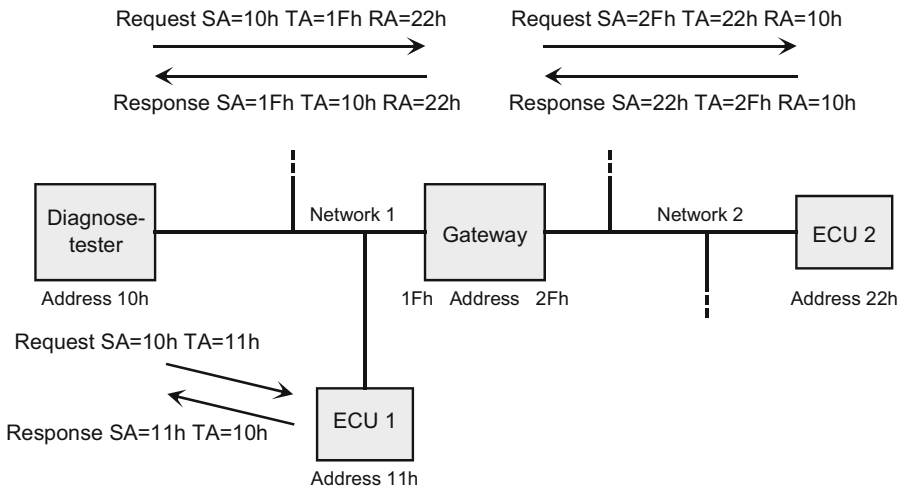 Request SA=10h TA=1Fh RA=22h
Request SA=2Fh TA=22h RA=10h
Response SA=1Fh TA=10h RA=22h
Response SA=22h TA=2Fh RA=10h
Diagnose-
tester
Network 1
Gateway
Network 2
ECU 2
Address 10h
1Fh Address 2Fh
Address 22h
Request SA=10h TA=11h
Response SA=11h TA=10h
ECU 1
Address 11h